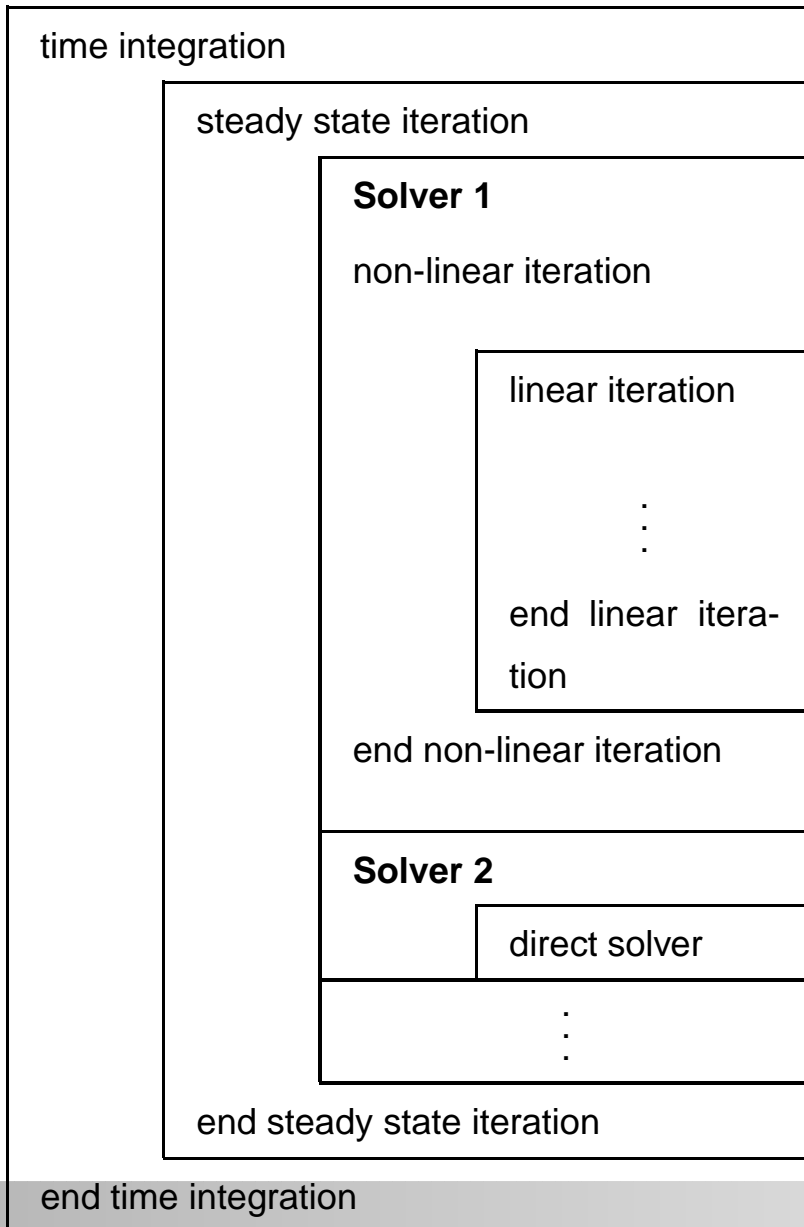 time integration
steady state iteration
Solver 1
non-linear iteration
linear iteration
.
.
.
end linear itera-
tion
end non-linear iteration
Solver 2
direct solver
.
.
.
end steady state iteration
end time integration